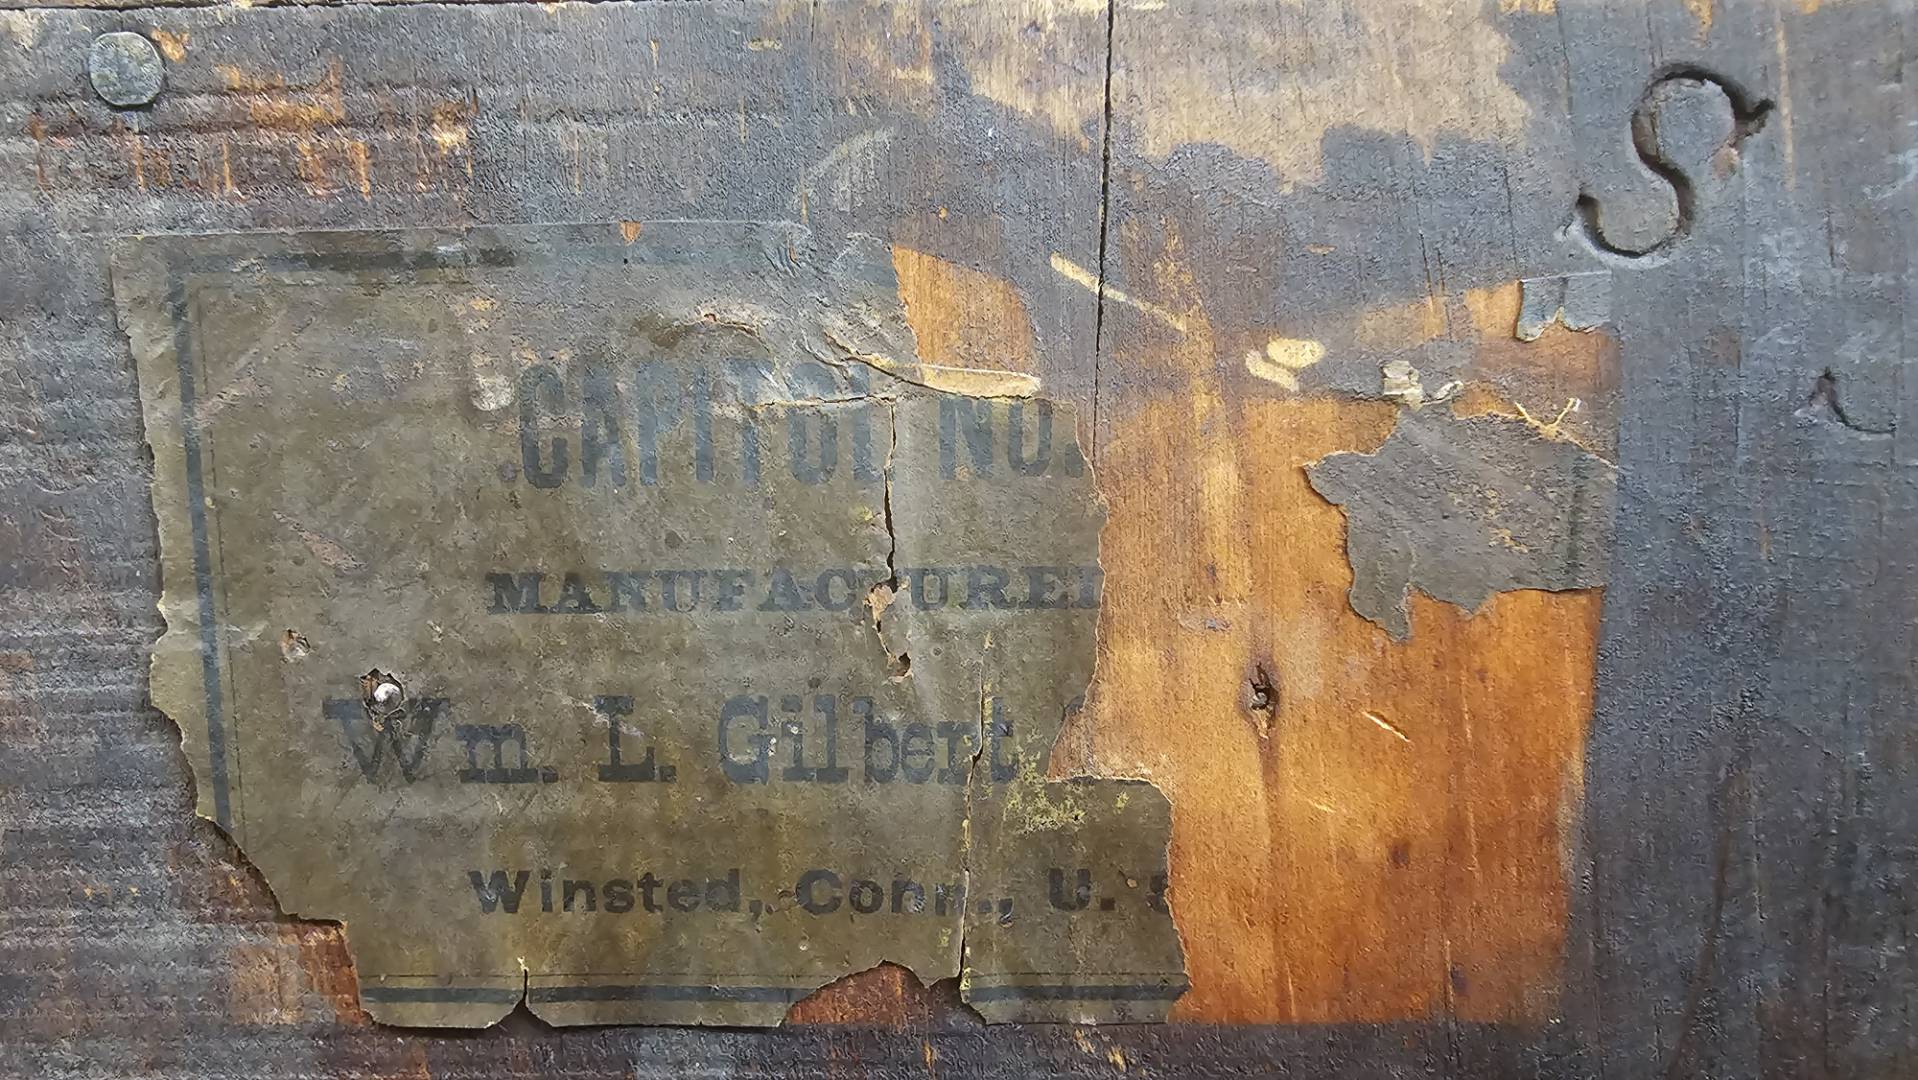 S
CAPITOL NO.
MANUFACTURE
Wm. L. Gilbert
Winsted, Conn., U. S